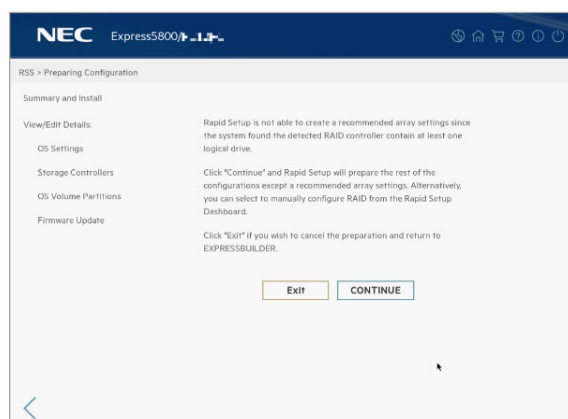 NEC Express5800/
RSS > Preparing Configuration
Summary and Install
View/Edit Details:
OS Settings
Storage Controllers
OS Volume Partitions
Firmware Update
Rapid Setup is not able to create a recommended array settings since
the system found the detected RAID controller contain at least one
logical drive.
Click "Continue" and Rapid Setup will prepare the rest of the
configurations except a recommended array settings. Alternatively,
you can select to manually configure RAID from the Rapid Setup
Dashboard.
Click "Exit" if you wish to cancel the preparation and return to
EXPRESSBUILDER.
Exit
CONTINUE